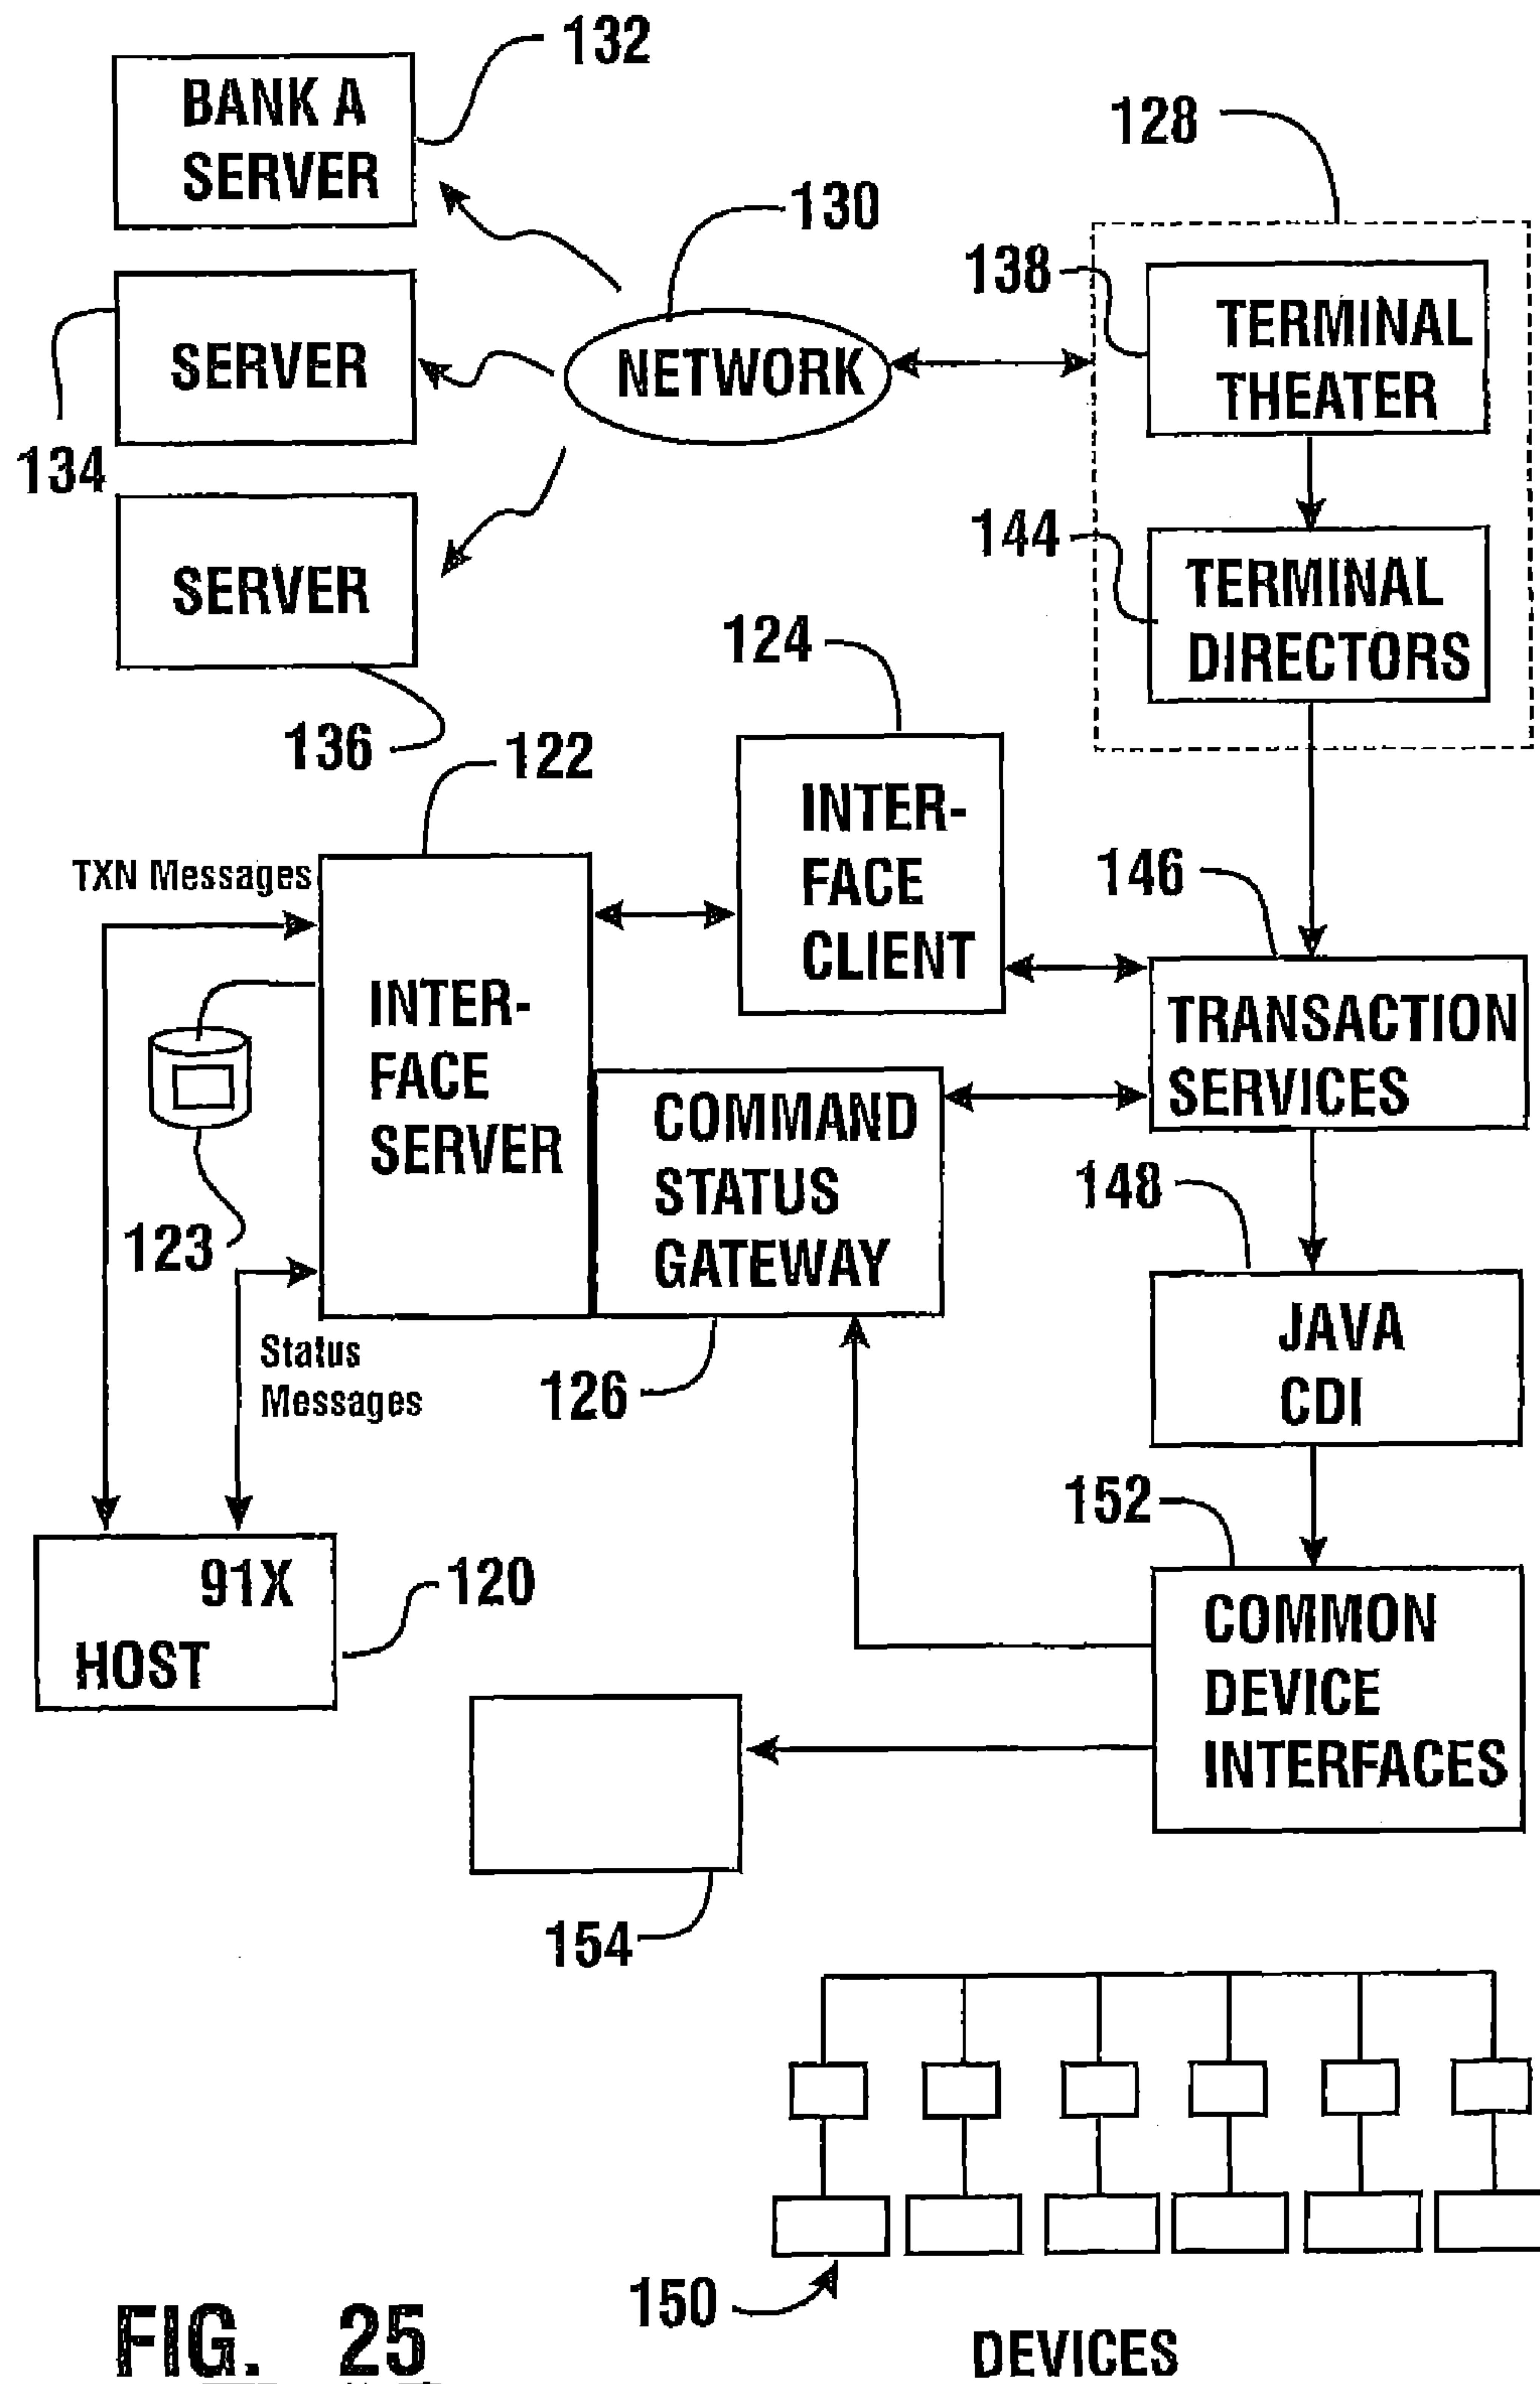 132
BANK A
SERVER
128
130
138
TERMINAL
THEATER
SERVER
NETWORK
134
144
TERMINAL
DIRECTORS
SERVER
124
136
122
INTER-
FACE
CLIENT
TXN Messages
146
INTER-
FACE
SERVER
TRANSACTION
SERVICES
COMMAND
STATUS
GATEWAY
123
148
Status
Messages
126
JAVA
CDI
152
91X
HOST
120
COMMON
DEVICE
INTERFACES
154
150
FIG. 25
DEVICES